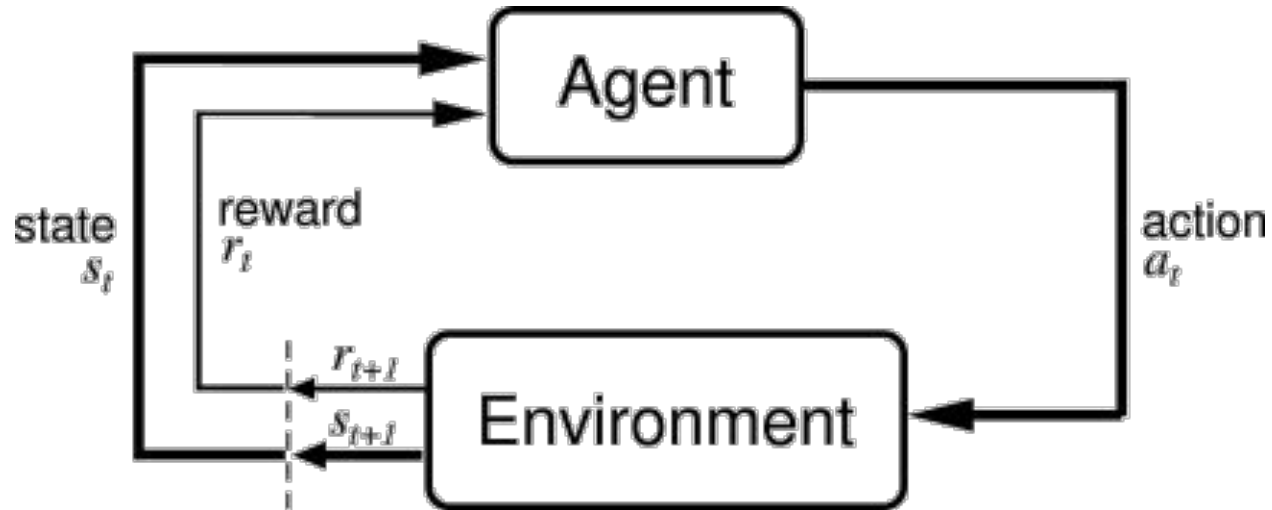 Agent
state
s_t
reward
r_t
action
a_t
r_{t+1}
s_{t+1}
Environment